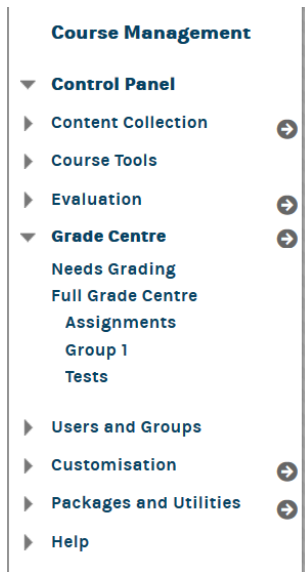 Course Management
Control Panel
Content Collection
Course Tools
Evaluation
Grade Centre
Needs Grading
Full Grade Centre
Assignments
Group 1
Tests
Users and Groups
Customisation
Packages and Utilities
Help